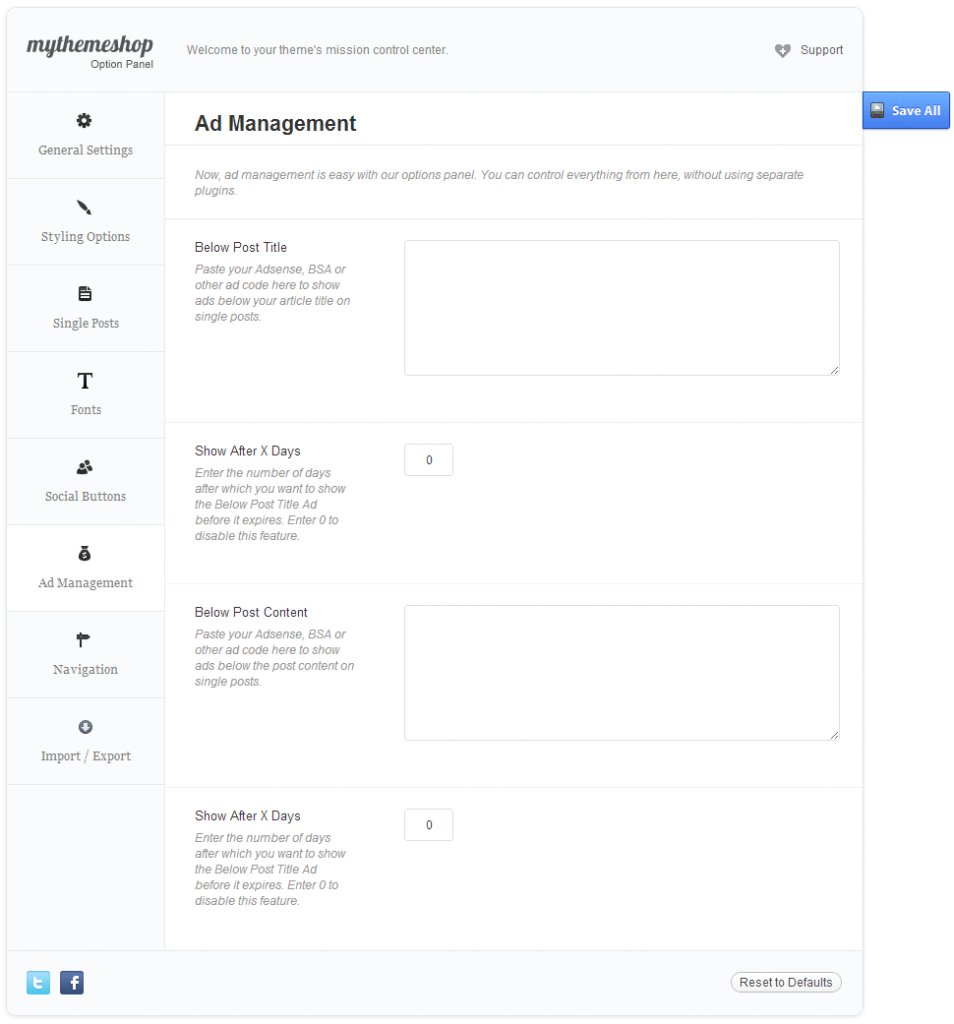 mythemeshop
Option Panel
Welcome to your theme's mission control center.
Support
Save All
General Settings
Styling Options
Single Posts
Fonts
Social Buttons
Ad Management
Navigation
Import / Export
Ad Management
Now, ad management is easy with our options panel. You can control everything from here, without using separate
plugins.
Below Post Title
Paste your Adsense, BSA or
other ad code here to show
ads below your article title on
single posts.
Show After X Days
Enter the number of days
after which you want to show
the Below Post Title Ad
before it expires. Enter 0 to
disable this feature.
0
Below Post Content
Paste your Adsense, BSA or
other ad code here to show
ads below the post content on
single posts.
Show After X Days
Enter the number of days
after which you want to show
the Below Post Title Ad
before it expires. Enter 0 to
disable this feature.
0
Reset to Defaults